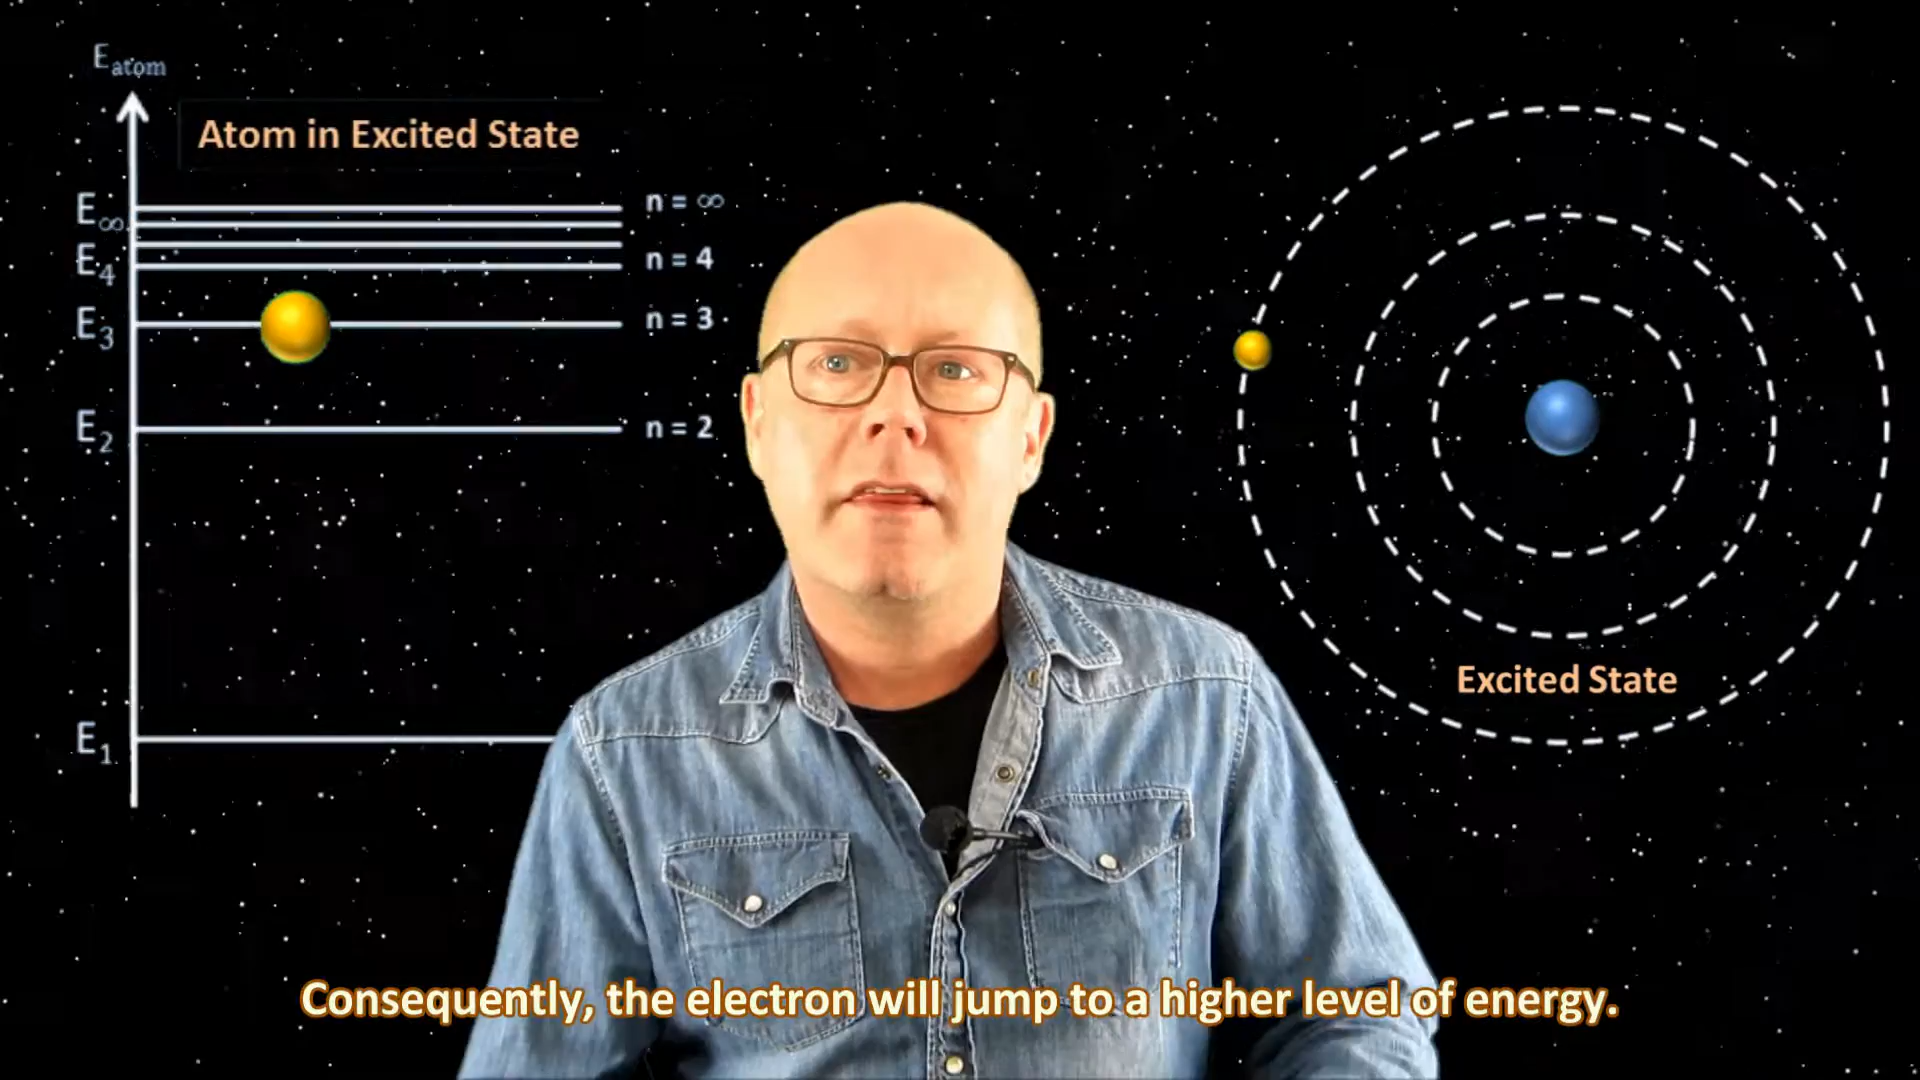 E atom
Atom in Excited State
E∞ n = ∞
E4 n = 4
E3 n = 3
E2 n = 2
E1
Excited State
Consequently, the electron will jump to a higher level of energy.